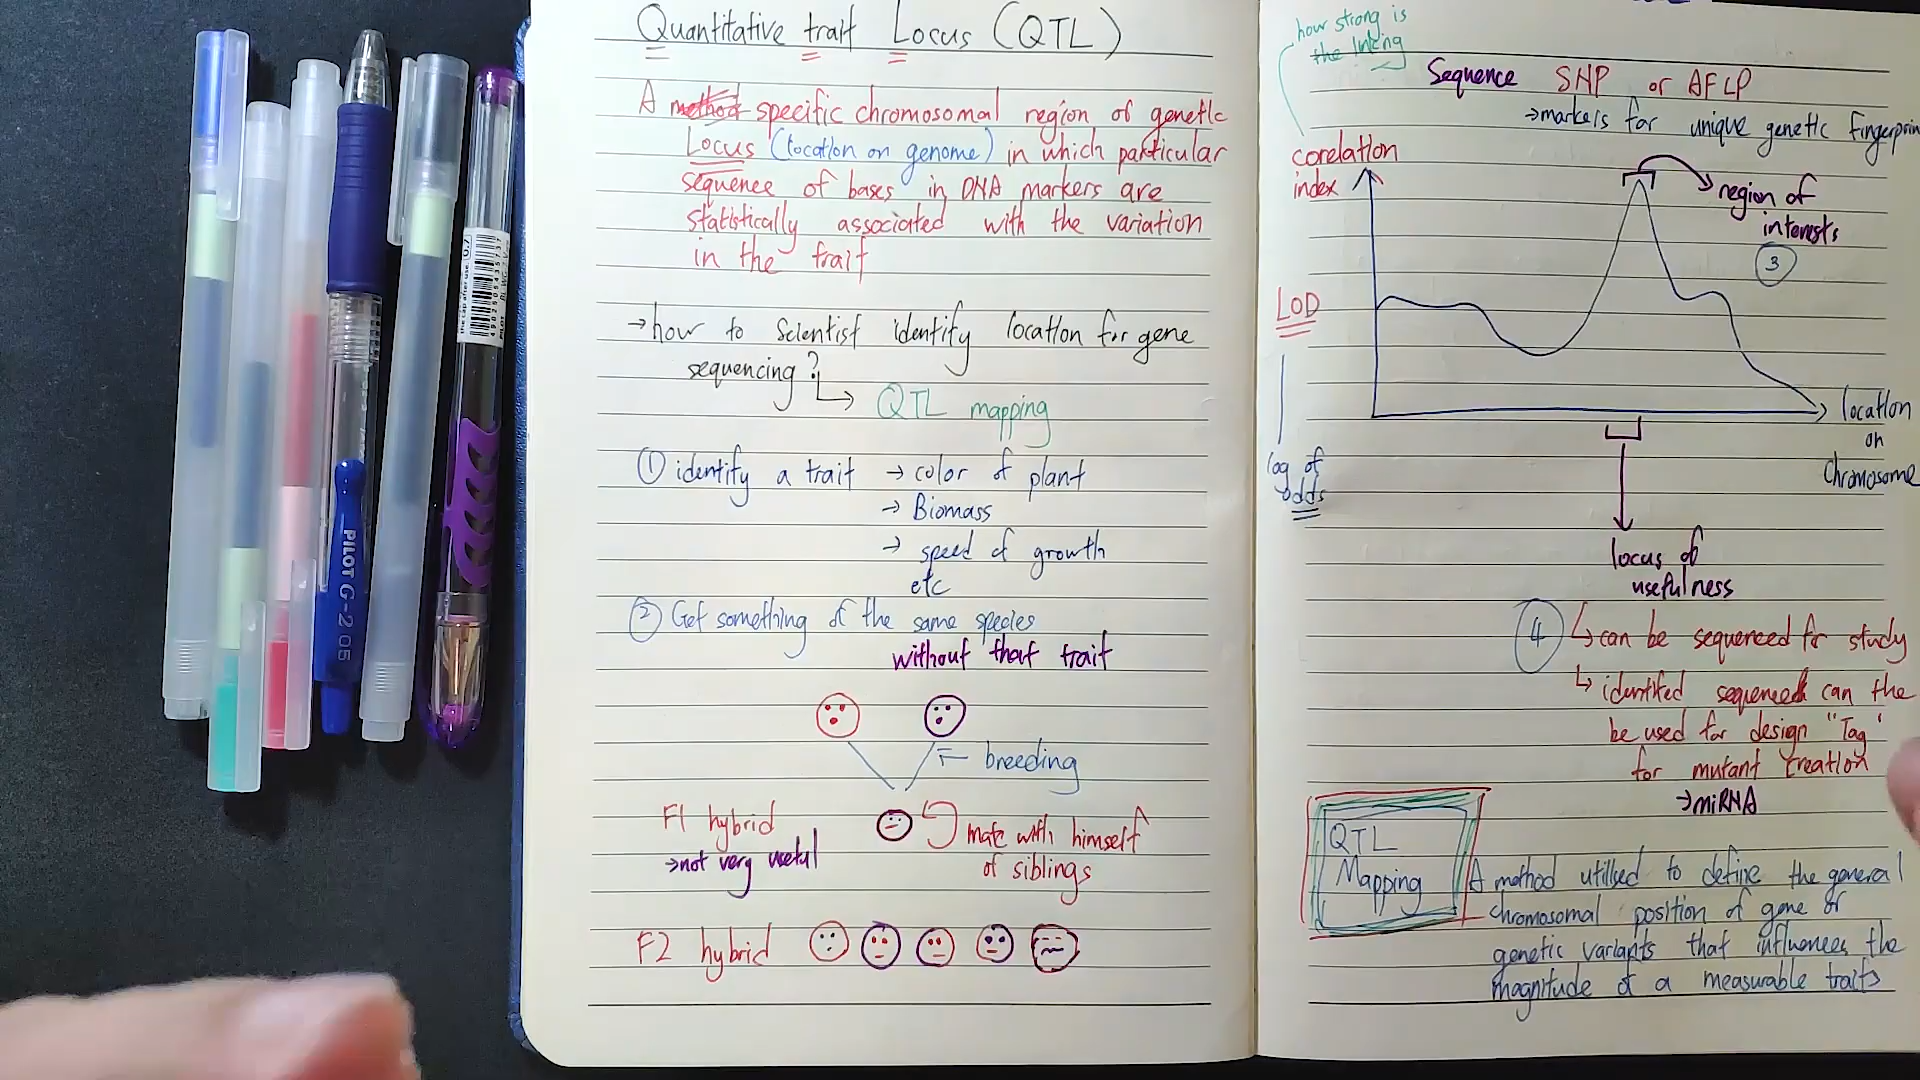 Quantitative trait Locus (QTL)
A method specific chromosomal region of genetic
Locus (location on genome) in which particular
sequence of bases in DNA markers are
statistically associated with the variation
in the trait
→ how to scientist identify location for gene
sequencing?
→ QTL mapping
① identify a trait → color of plant
→ Biomass
→ speed of growth
etc
② Get something of the same species
without that trait
breeding
F1 hybrid
→ not very useful
mate with himself
of siblings
F2 hybrid
how strong is
the linking
Sequence SNP or AFLP
→ markers for unique genetic fingerprin
corelation
index
region of
interests
③
LOD
log of
odds
location
on
chromosome
locus of
usefulness
④ ↳ can be sequenced for study
↳ identified sequenced can the
be used for design "Tag"
for mutant creation
→ miRNA
QTL
Mapping
A method utilised to define the general
chromosomal position of gene or
genetic variants that influences the
magnitude of a measurable traits
PILOT G-2 05
0.7
4902505435737